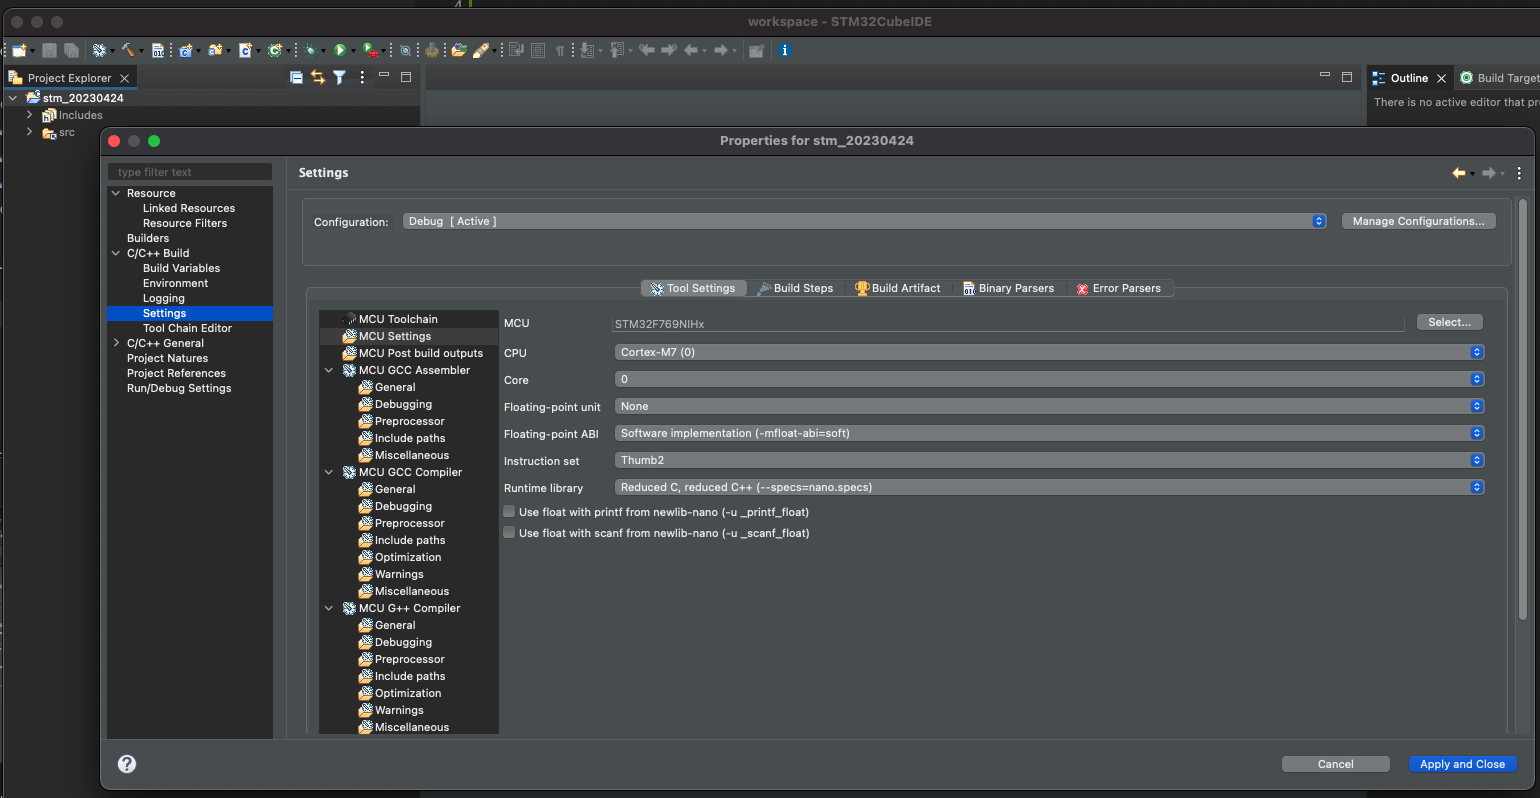 workspace - STM32CubeIDE
Project Explorer
Outline
Build Target
stm_20230424
There is no active editor that pr
Includes
src
Properties for stm_20230424
type filter text
Settings
Resource
Linked Resources
Resource Filters
Builders
C/C++ Build
Build Variables
Environment
Logging
Settings
Tool Chain Editor
C/C++ General
Project Natures
Project References
Run/Debug Settings
Configuration:
Debug [ Active ]
Manage Configurations...
Tool Settings
Build Steps
Build Artifact
Binary Parsers
Error Parsers
MCU Toolchain
MCU Settings
MCU Post build outputs
MCU GCC Assembler
General
Debugging
Preprocessor
Include paths
Miscellaneous
MCU GCC Compiler
General
Debugging
Preprocessor
Include paths
Optimization
Warnings
Miscellaneous
MCU G++ Compiler
General
Debugging
Preprocessor
Include paths
Optimization
Warnings
Miscellaneous
MCU
STM32F769NIHx
Select...
CPU
Cortex-M7 (0)
Core
0
Floating-point unit
None
Floating-point ABI
Software implementation (-mfloat-abi=soft)
Instruction set
Thumb2
Runtime library
Reduced C, reduced C++ (--specs=nano.specs)
Use float with printf from newlib-nano (-u _printf_float)
Use float with scanf from newlib-nano (-u _scanf_float)
?
Cancel
Apply and Close